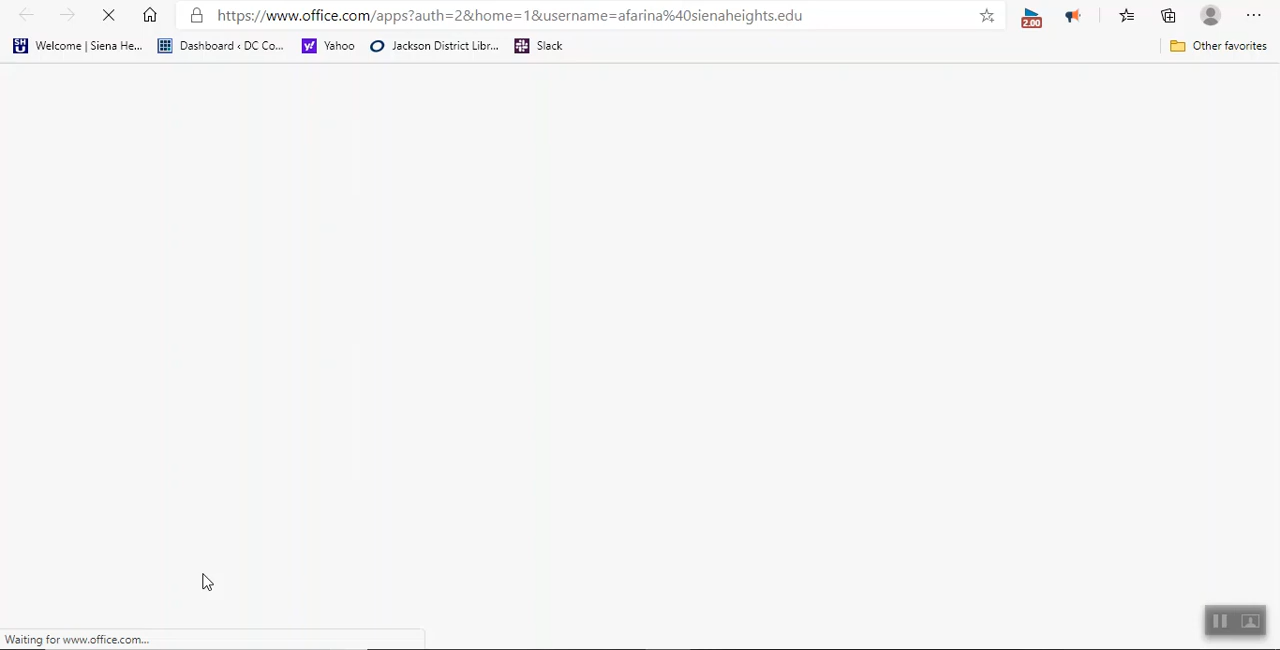 https://www.office.com/apps?auth=2&home=1&username=afarina%40sienaheights.edu
2.00
Welcome | Siena He... Dashboard ‹ DC Co... Yahoo Jackson District Libr... Slack Other favorites
Waiting for www.office.com...